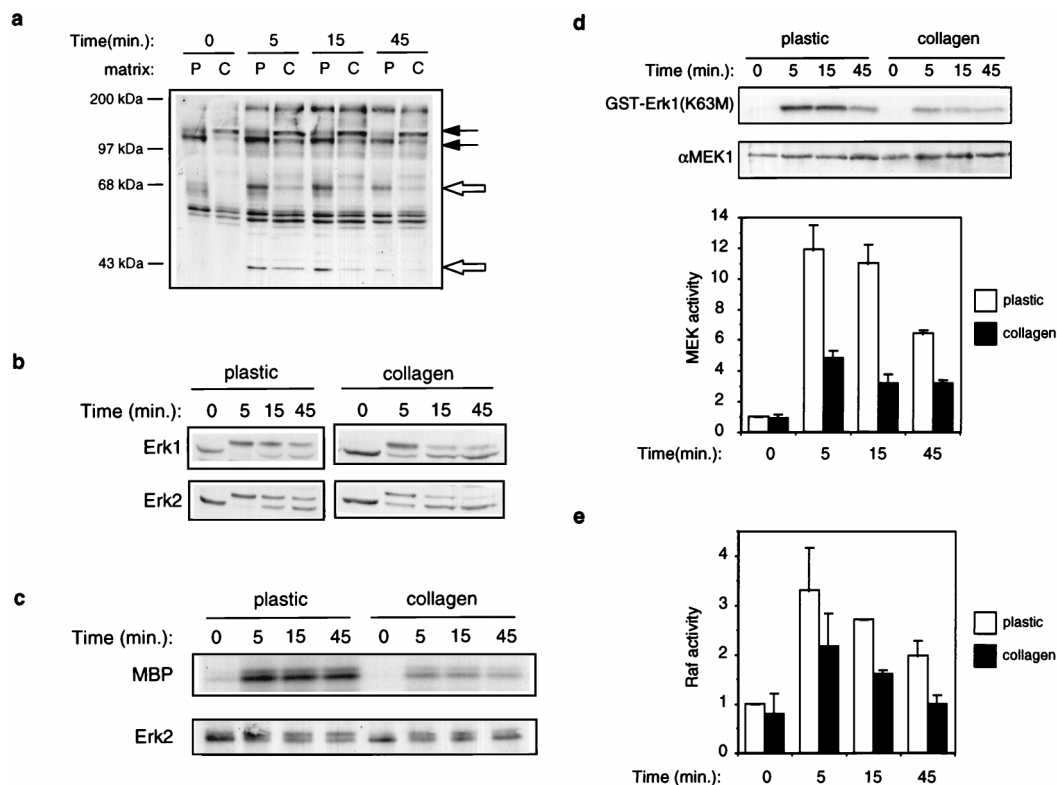 a
Time(min.): 0 5 15 45
matrix: P C P C P C P C
200 kDa
97 kDa
68 kDa
43 kDa
b
plastic collagen
Time (min.): 0 5 15 45 0 5 15 45
Erk1
Erk2
c
plastic collagen
Time (min.): 0 5 15 45 0 5 15 45
MBP
Erk2
d
plastic collagen
Time (min.): 0 5 15 45 0 5 15 45
GST-Erk1(K63M)
αMEK1
14
12
10
8
6
4
2
0
MEK activity
plastic
collagen
Time(min.): 0 5 15 45
e
4
3
2
1
0
Raf activity
plastic
collagen
Time (min.): 0 5 15 45